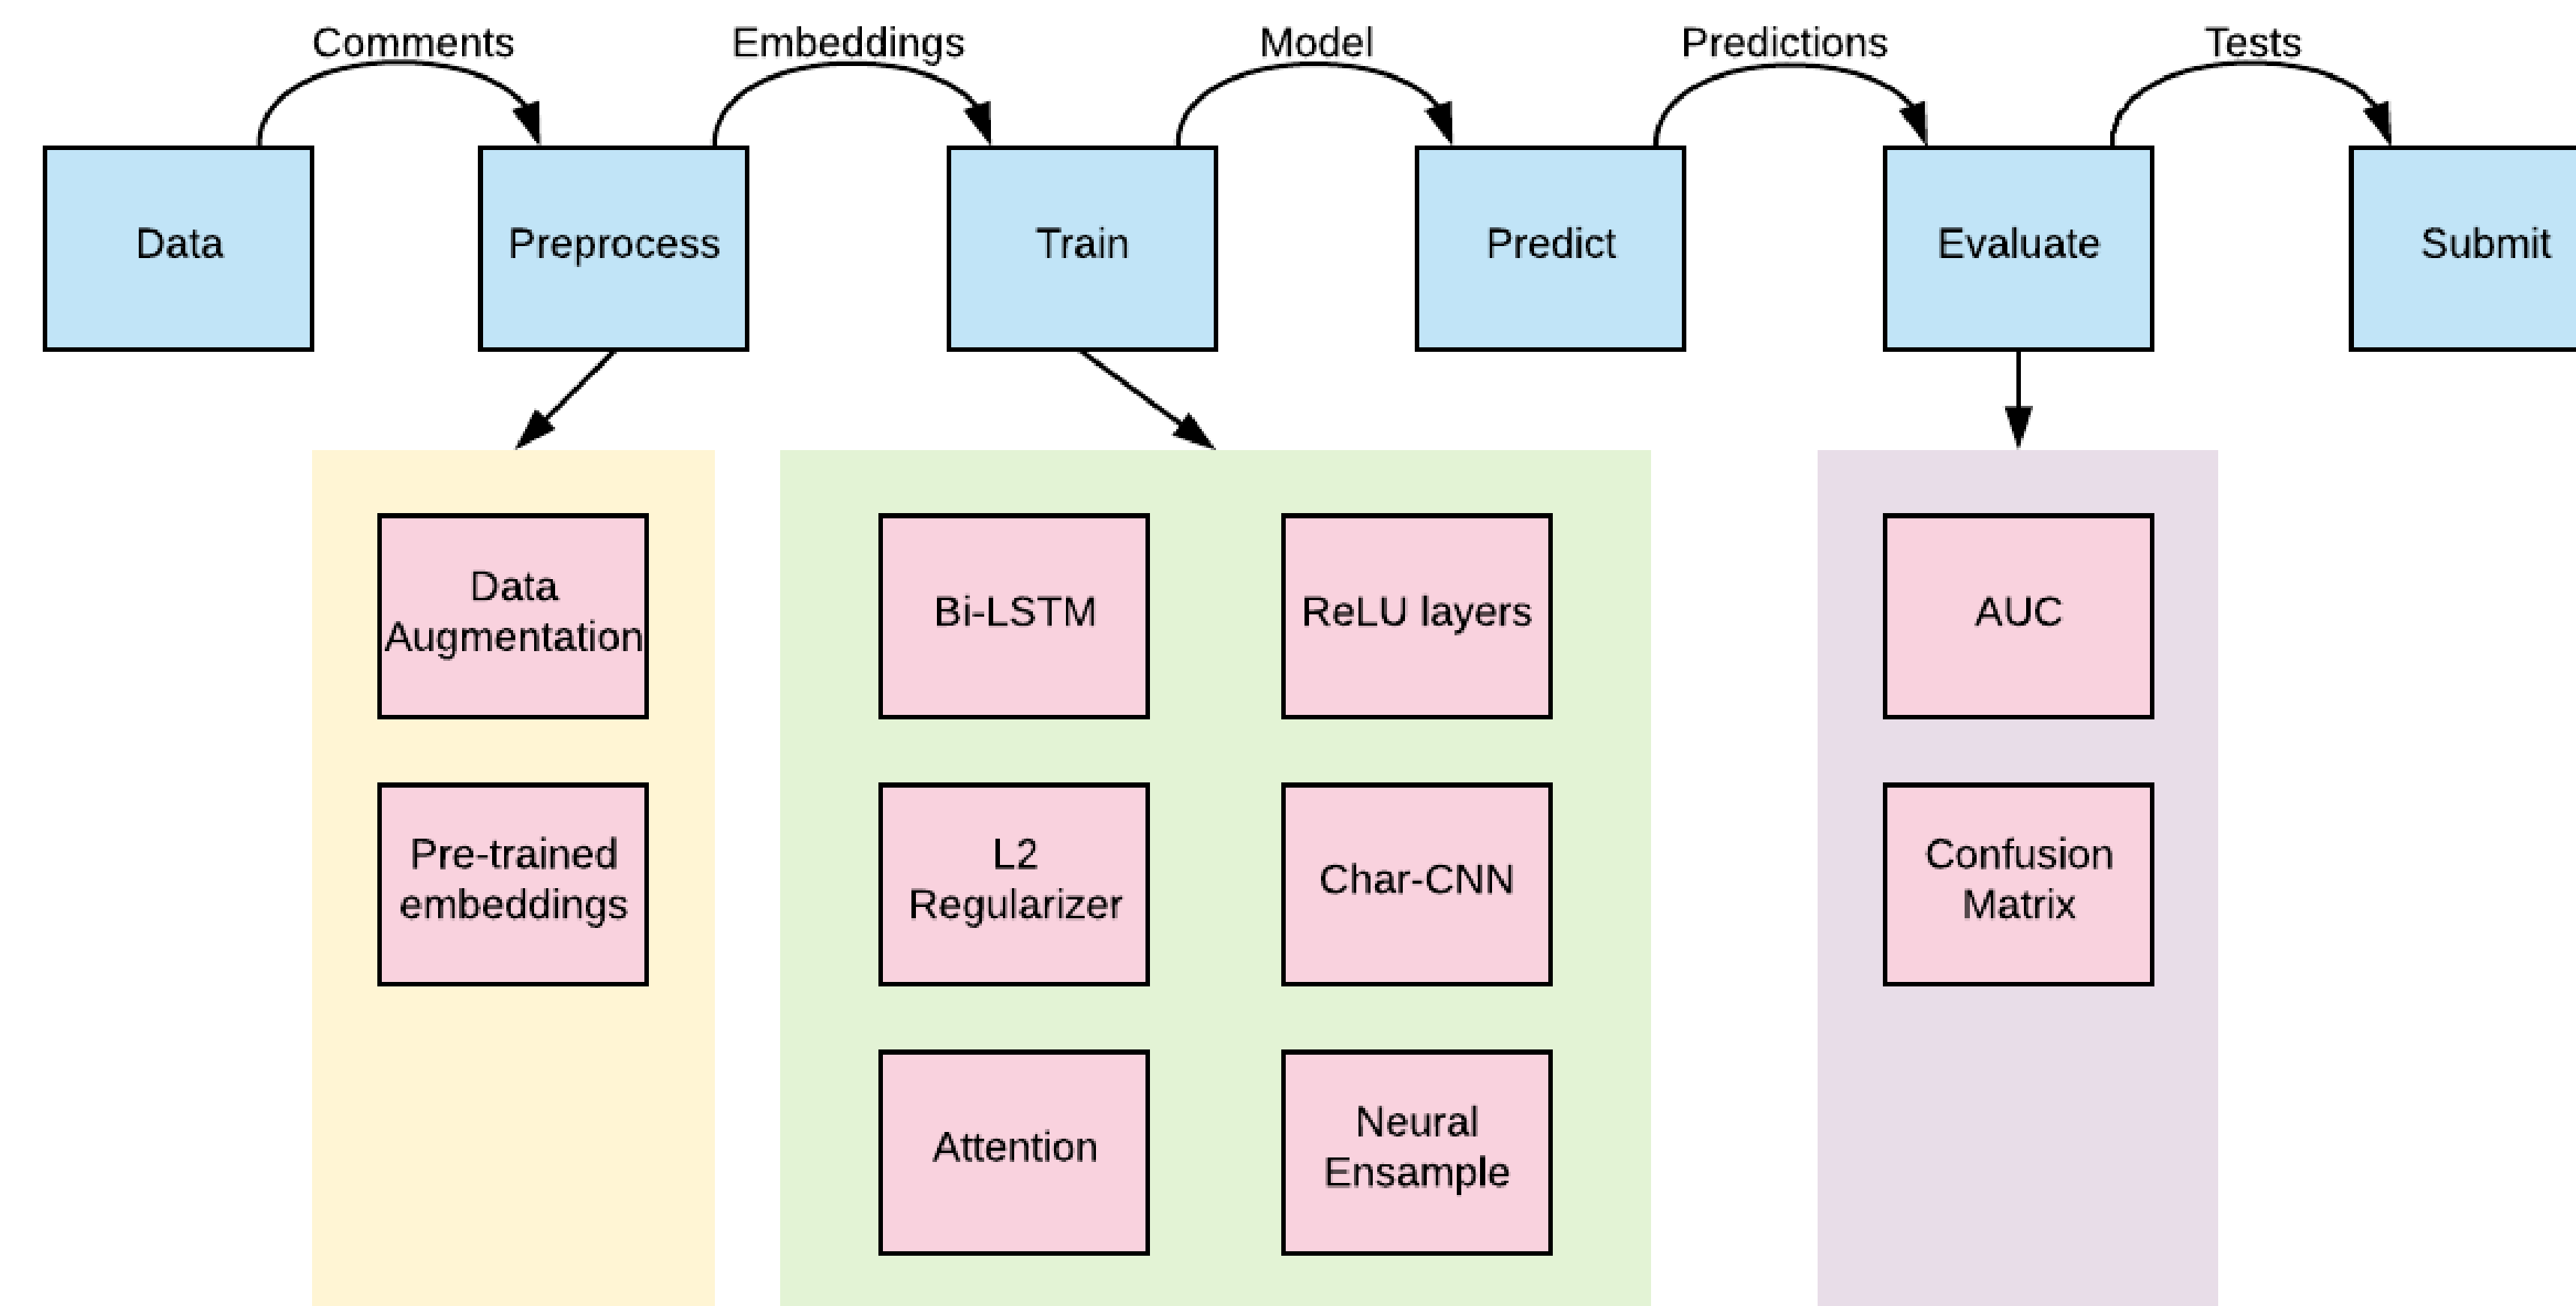 Comments
Embeddings
Model
Predictions
Tests
Data
Preprocess
Train
Predict
Evaluate
Submit
Data
Augmentation
Pre-trained
embeddings
Bi-LSTM
ReLU layers
L2
Regularizer
Char-CNN
Attention
Neural
Ensample
AUC
Confusion
Matrix